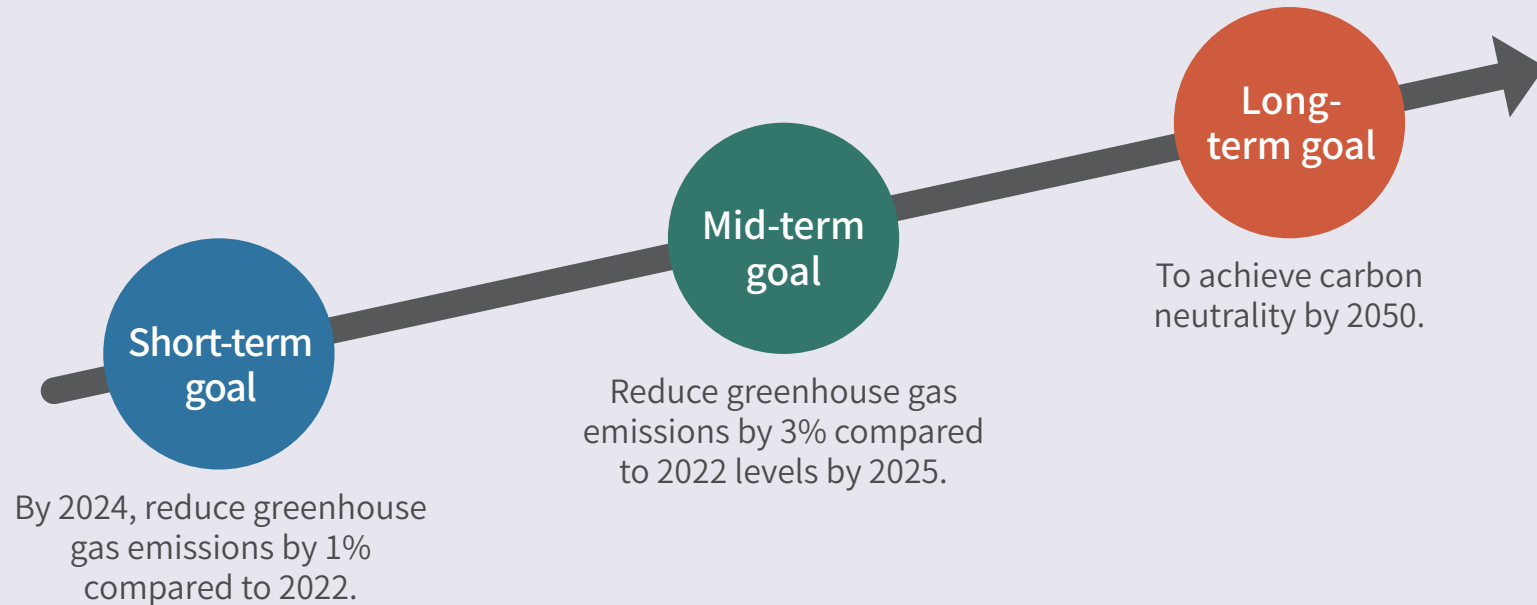 Short-term
goal
By 2024, reduce greenhouse
gas emissions by 1%
compared to 2022.
Mid-term
goal
Reduce greenhouse gas
emissions by 3% compared
to 2022 levels by 2025.
Long-
term goal
To achieve carbon
neutrality by 2050.